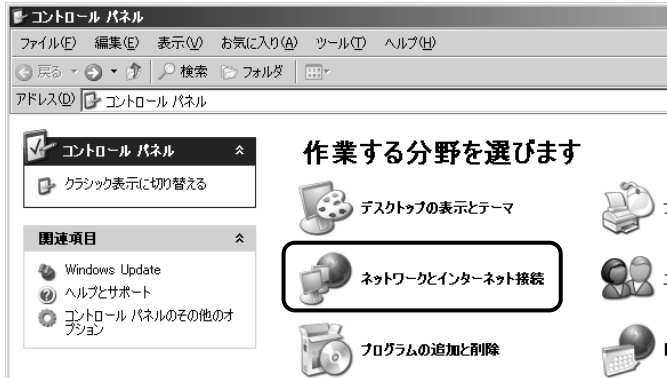 コントロール パネル
ファイル(F) 編集(E) 表示(V) お気に入り(A) ツール(T) ヘルプ(H)
戻る 検索 フォルダ
アドレス(D) コントロール パネル
コントロール パネル
クラシック表示に切り替える
関連項目
Windows Update
ヘルプとサポート
コントロール パネルのその他のオ
プション
作業する分野を選びます
デスクトップの表示とテーマ
ネットワークとインターネット接続
プログラムの追加と削除